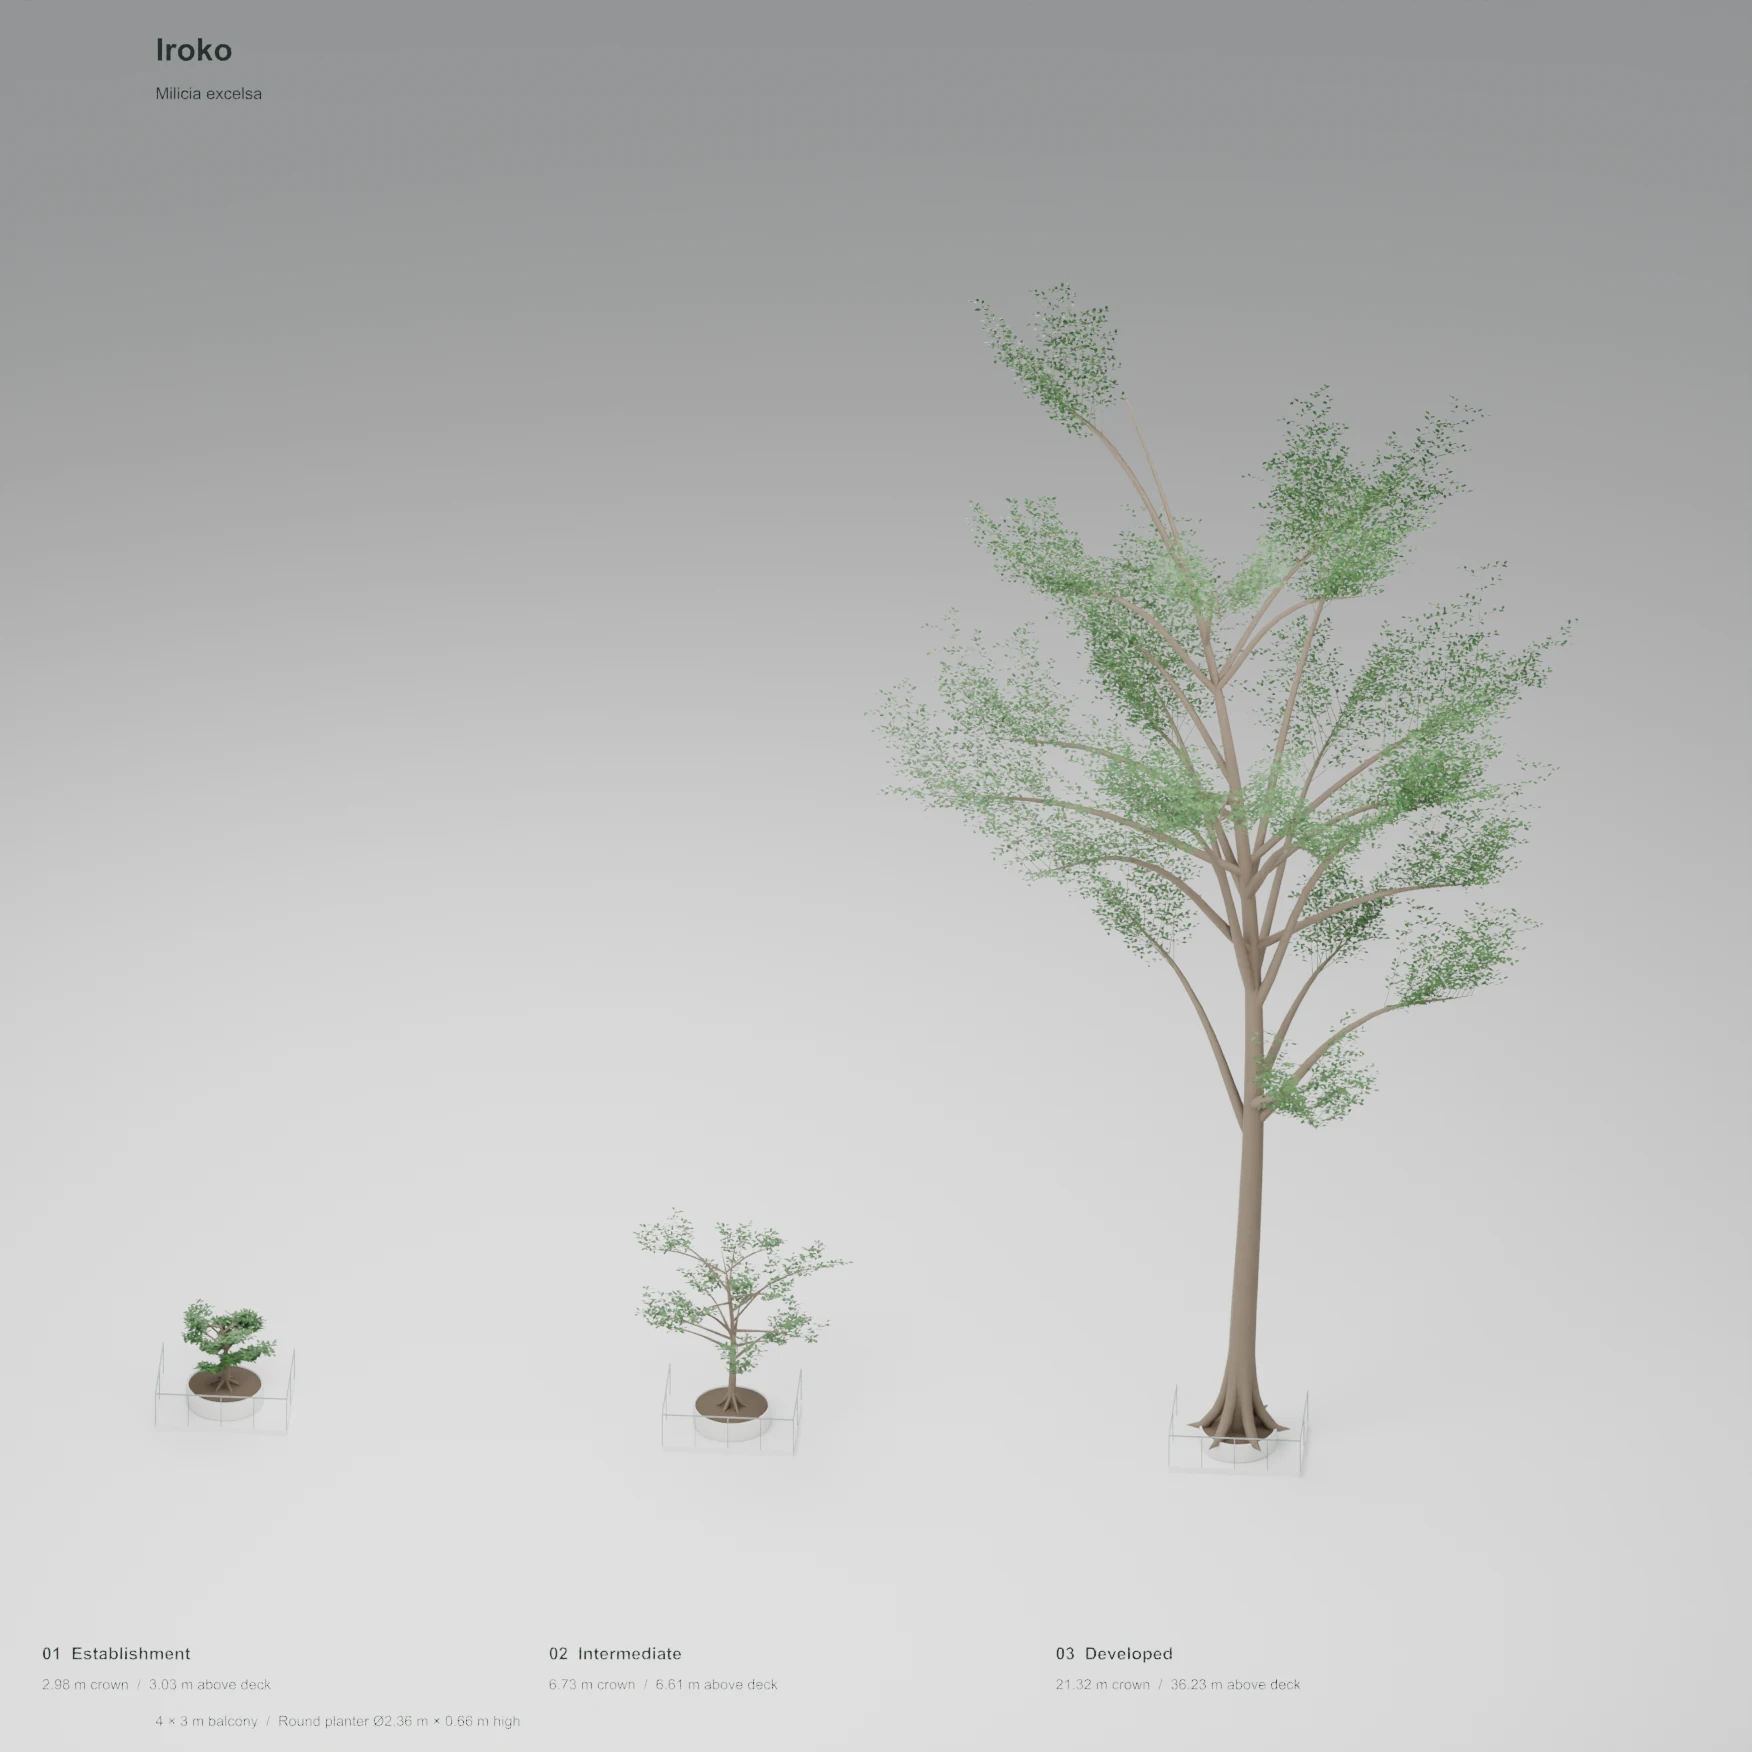 Iroko
Milicia excelsa
01 Establishment
2.98 m crown / 3.03 m above deck
02 Intermediate
6.73 m crown / 6.61 m above deck
03 Developed
21.32 m crown / 36.23 m above deck
4 × 3 m balcony / Round planter Ø2.36 m × 0.66 m high